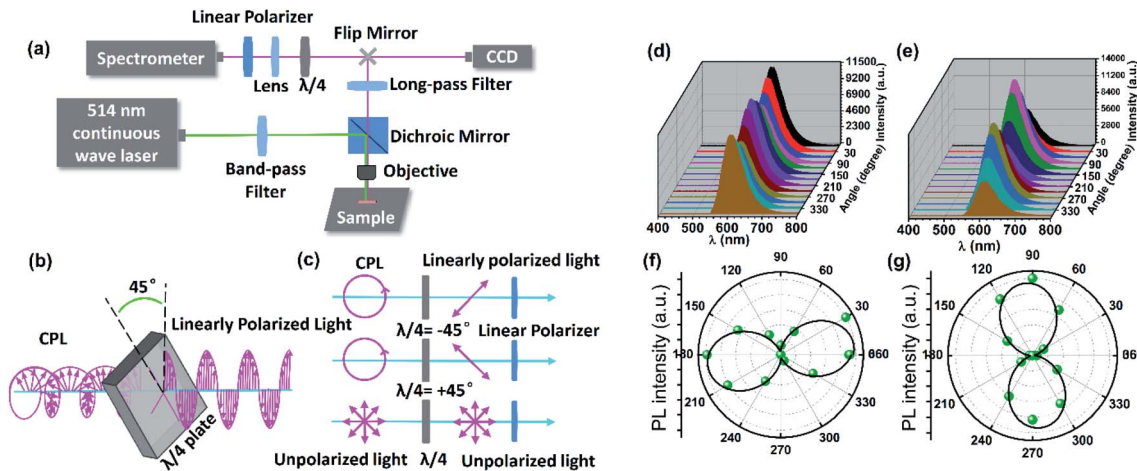 (a)
Linear Polarizer
Flip Mirror
Spectrometer
CCD
Lens
λ/4
Long-pass Filter
514 nm
continuous
wave laser
Dichroic Mirror
Band-pass
Filter
Objective
Sample
(b)
45°
CPL
Linearly Polarized Light
λ/4 plate
(c)
CPL
Linearly polarized light
λ/4= -45°
Linear Polarizer
λ/4= +45°
Unpolarized light
λ/4
Unpolarized light
(d)
11500
9200
6900
4600
2300
0
Intensity (a.u.)
30
90
150
210
270
330
Angle (degree)
400 500 600 700 800
λ (nm)
(e)
14000
11200
8400
5600
2800
0
Intensity (a.u.)
30
90
150
210
270
330
Angle (degree)
400 500 600 700 800
λ (nm)
(f)
PL intensity (a.u.)
90
120
60
150
30
180
860
210
240
300
(g)
PL intensity (a.u.)
90
120
60
150
30
180
86
210
330
240
300